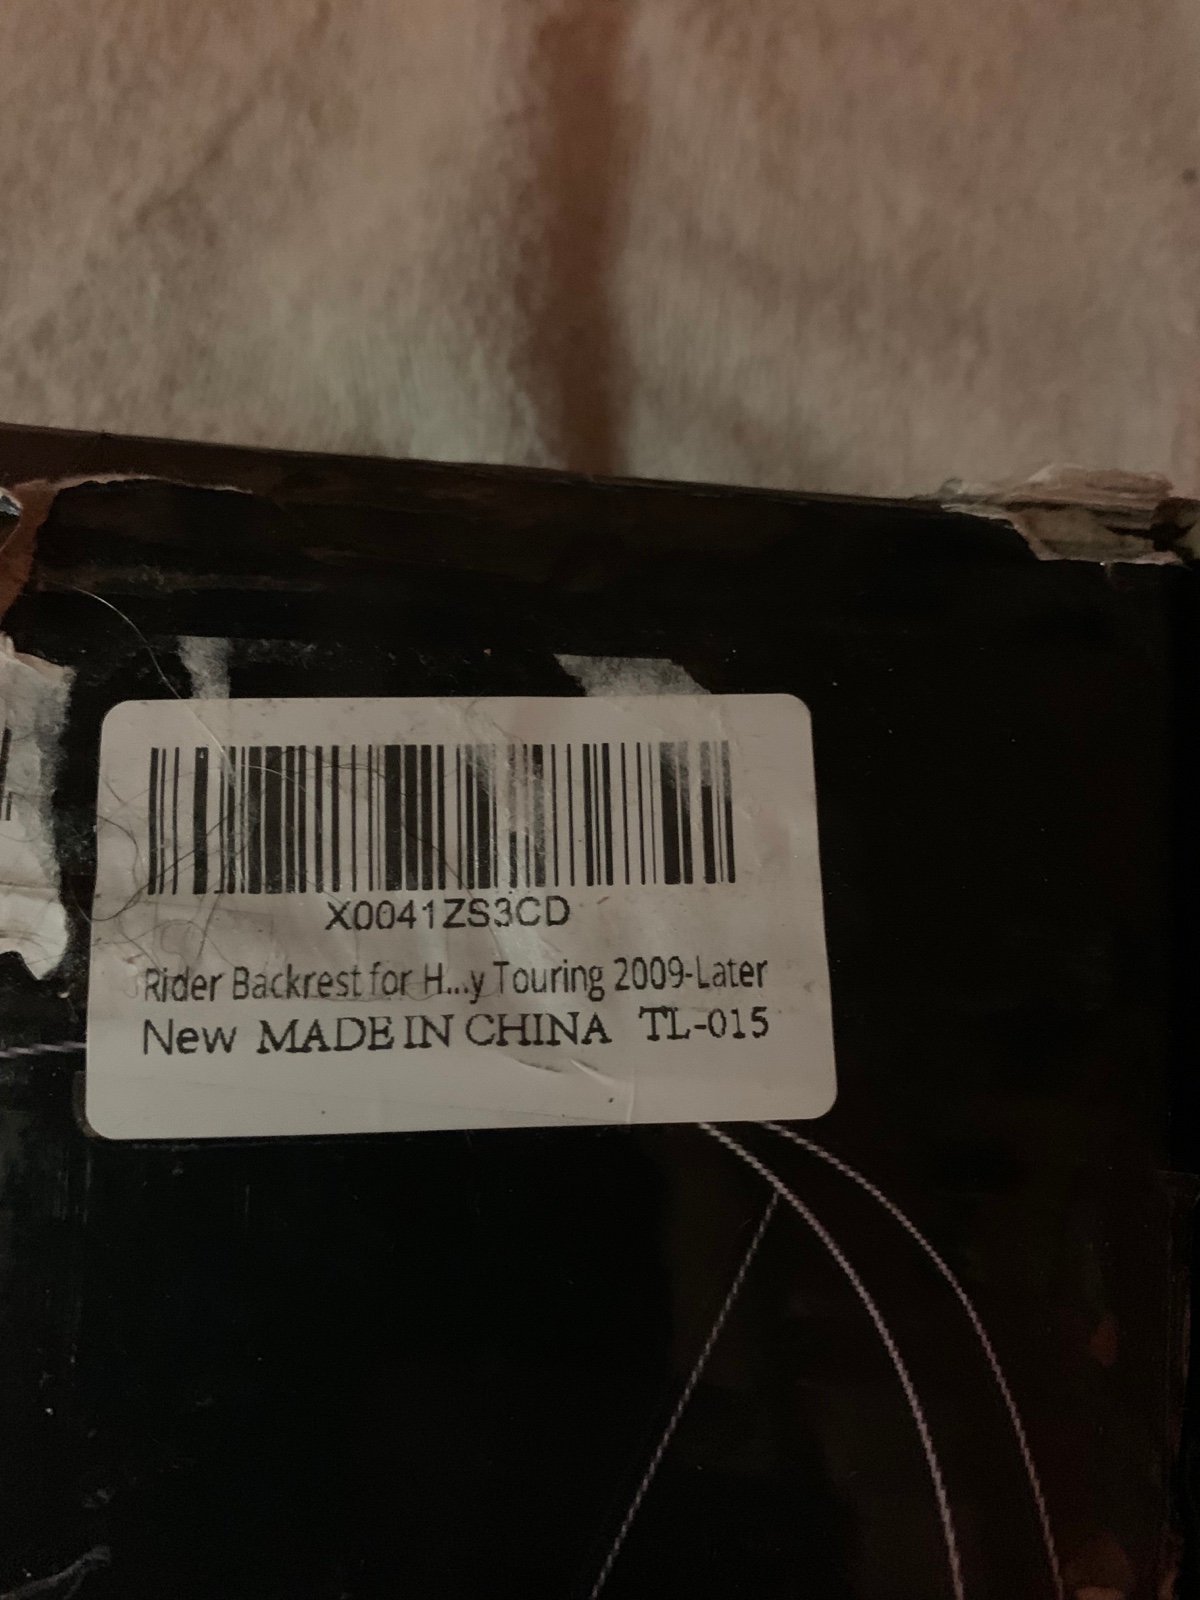 X0041ZS3CD
Rider Backrest for H...y Touring 2009-Later
New MADE IN CHINA TL-015